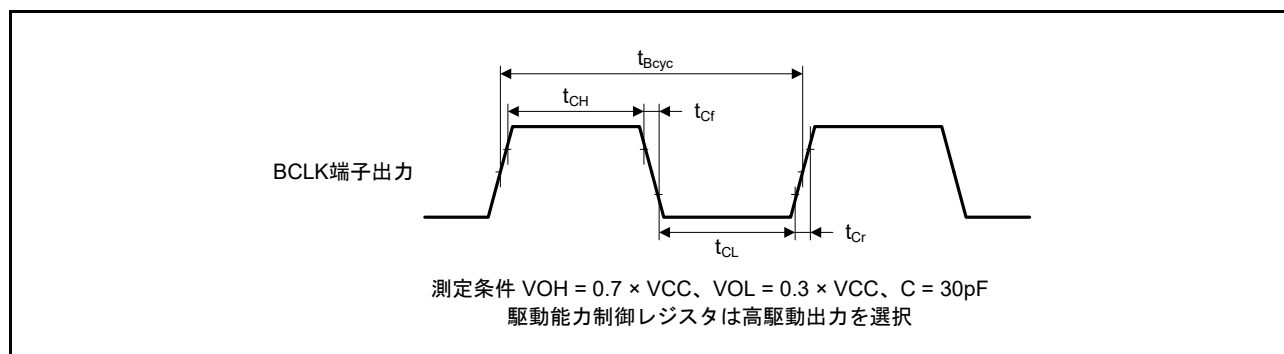 tBcyc
tCH
tCf
BCLK端子出力
tCL
tCr
測定条件 VOH = 0.7 × VCC、VOL = 0.3 × VCC、C = 30pF
駆動能力制御レジスタは高駆動出力を選択